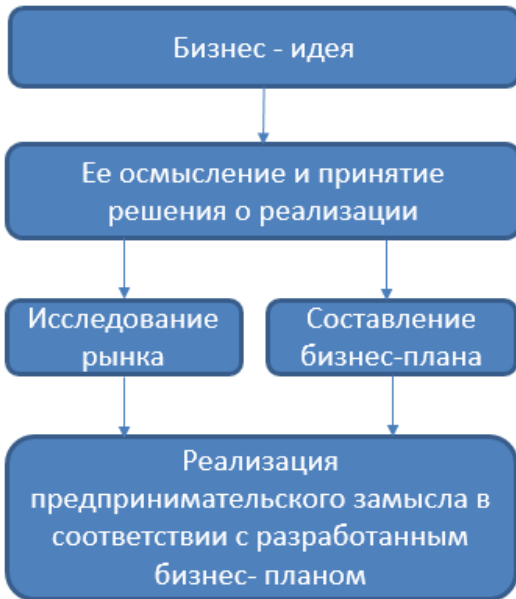 Бизнес - идея
Ее осмысление и принятие
решения о реализации
Исследование
рынка
Составление
бизнес-плана
Реализация
предпринимательского замысла в
соответствии с разработанным
бизнес- планом